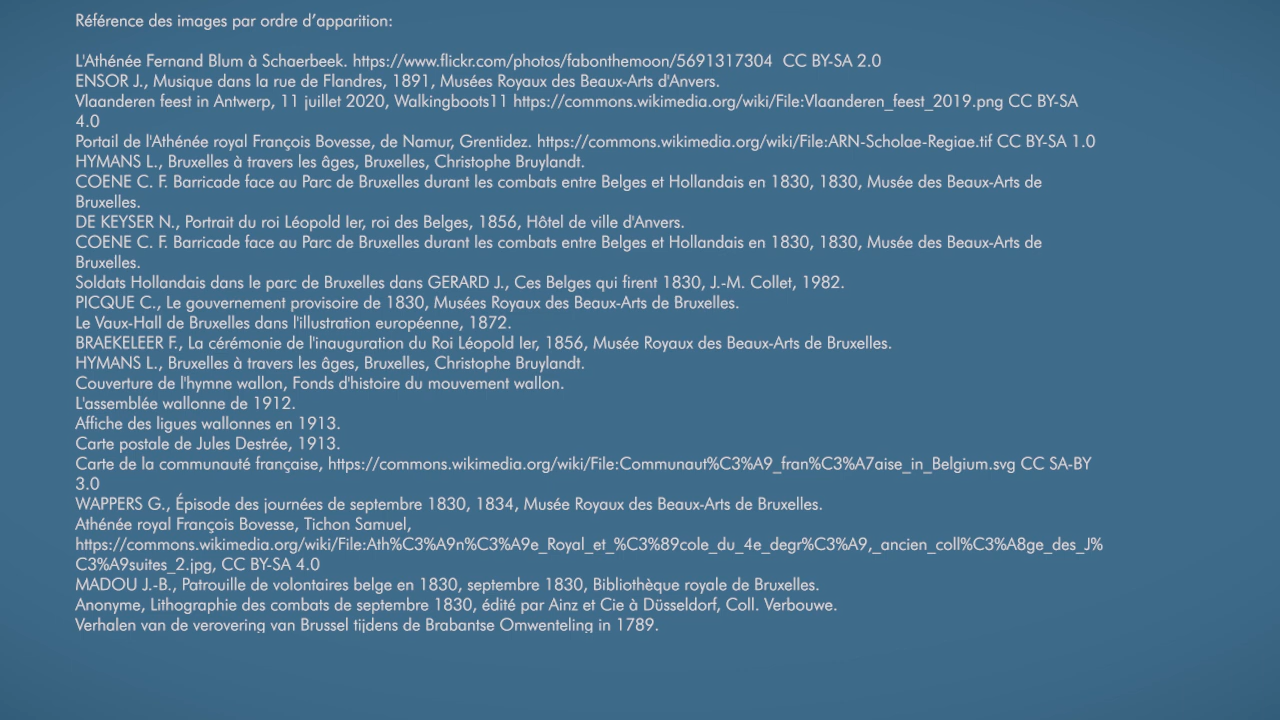 Référence des images par ordre d’apparition:
L'Athénée Fernand Blum à Schaerbeek. https://www.flickr.com/photos/fabonthemoon/5691317304  CC BY-SA 2.0
ENSOR J., Musique dans la rue de Flandres, 1891, Musées Royaux des Beaux-Arts d'Anvers.
Vlaanderen feest in Antwerp, 11 juillet 2020, Walkingboots11 https://commons.wikimedia.org/wiki/File:Vlaanderen_feest_2019.png CC BY-SA
4.0
Portail de l'Athénée royal François Bovesse, de Namur, Grentidez. https://commons.wikimedia.org/wiki/File:ARN-Scholae-Regiae.tif CC BY-SA 1.0
HYMANS L., Bruxelles à travers les âges, Bruxelles, Christophe Bruylandt.
COENE C. F. Barricade face au Parc de Bruxelles durant les combats entre Belges et Hollandais en 1830, 1830, Musée des Beaux-Arts de
Bruxelles.
DE KEYSER N., Portrait du roi Léopold Ier, roi des Belges, 1856, Hôtel de ville d'Anvers.
COENE C. F. Barricade face au Parc de Bruxelles durant les combats entre Belges et Hollandais en 1830, 1830, Musée des Beaux-Arts de
Bruxelles.
Soldats Hollandais dans le parc de Bruxelles dans GERARD J., Ces Belges qui firent 1830, J.-M. Collet, 1982.
PICQUE C., Le gouvernement provisoire de 1830, Musées Royaux des Beaux-Arts de Bruxelles.
Le Vaux-Hall de Bruxelles dans l'illustration européenne, 1872.
BRAEKELEER F., La cérémonie de l'inauguration du Roi Léopold Ier, 1856, Musée Royaux des Beaux-Arts de Bruxelles.
HYMANS L., Bruxelles à travers les âges, Bruxelles, Christophe Bruylandt.
Couverture de l'hymne wallon, Fonds d'histoire du mouvement wallon.
L'assemblée wallonne de 1912.
Affiche des ligues wallonnes en 1913.
Carte postale de Jules Destrée, 1913.
Carte de la communauté française, https://commons.wikimedia.org/wiki/File:Communaut%C3%A9_fran%C3%A7aise_in_Belgium.svg CC SA-BY
3.0
WAPPERS G., Épisode des journées de septembre 1830, 1834, Musée Royaux des Beaux-Arts de Bruxelles.
Athénée royal François Bovesse, Tichon Samuel,
https://commons.wikimedia.org/wiki/File:Ath%C3%A9n%C3%A9e_Royal_et_%C3%89cole_du_4e_degr%C3%A9,_ancien_coll%C3%A8ge_des_J%
C3%A9suites_2.jpg, CC BY-SA 4.0
MADOU J.-B., Patrouille de volontaires belge en 1830, septembre 1830, Bibliothèque royale de Bruxelles.
Anonyme, Lithographie des combats de septembre 1830, édité par Ainz et Cie à Düsseldorf, Coll. Verbouwe.
Verhalen van de verovering van Brussel tijdens de Brabantse Omwenteling in 1789.